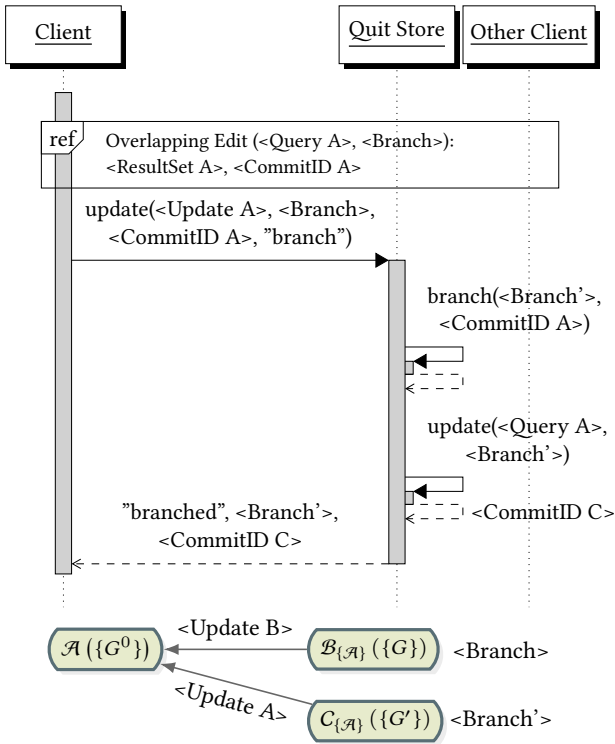 Client
Quit Store
Other Client
ref
Overlapping Edit (<Query A>, <Branch>):
<ResultSet A>, <CommitID A>
update(<Update A>, <Branch>,
<CommitID A>, ”branch”)
branch(<Branch’>,
<CommitID A>)
update(<Query A>,
<Branch’>)
<CommitID C>
”branched”, <Branch’>,
<CommitID C>
𝒜 ({G⁰})
<Update B>
ℬ{𝒜} ({G})
<Branch>
<Update A>
𝒞{𝒜} ({G′})
<Branch’>